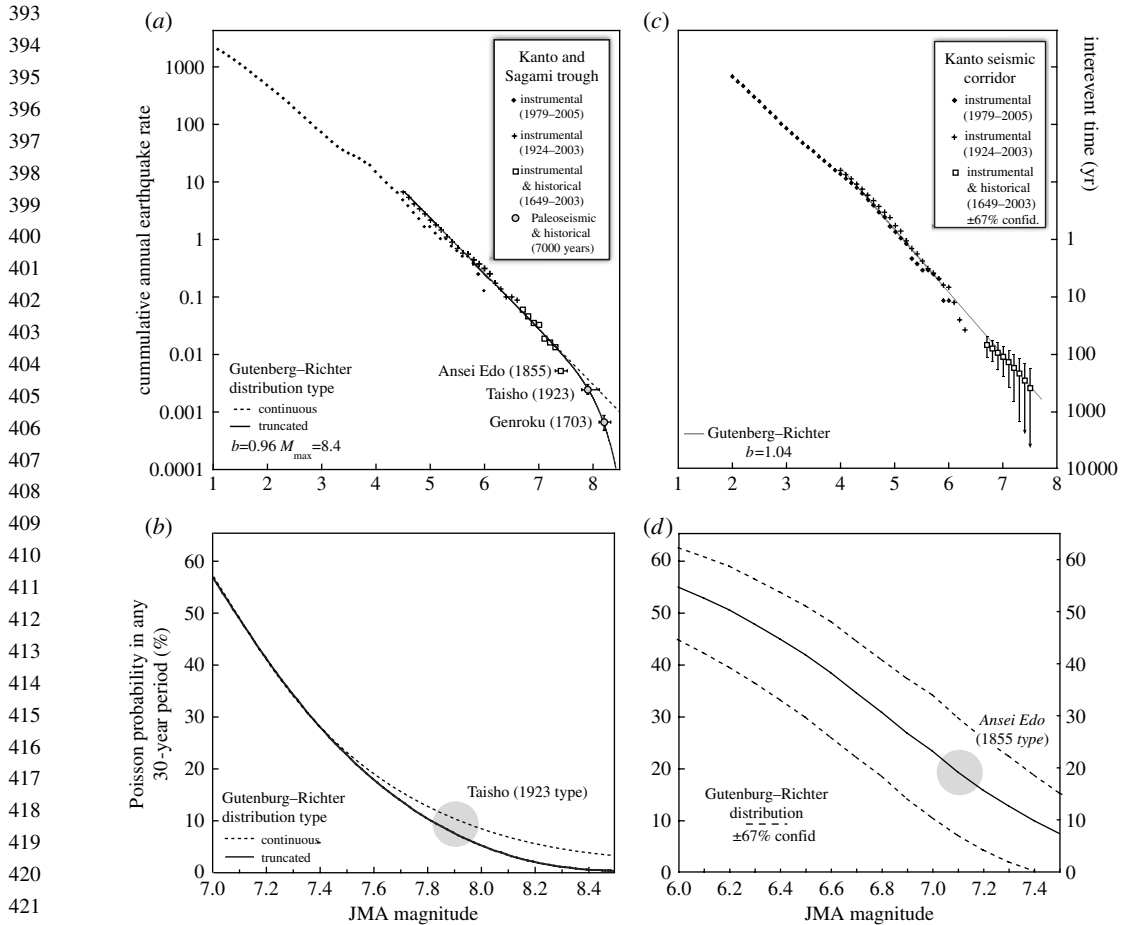 393
394
395
396
397
398
399
400
401
402
403
404
405
406
407
408
409
410
411
412
413
414
415
416
417
418
419
420
421
(a)
cummulative annual earthquake rate
1000
100
10
1
0.1
0.01
0.001
0.0001
1 2 3 4 5 6 7 8
Kanto and
Sagami trough
instrumental
(1979–2005)
instrumental
(1924–2003)
instrumental
& historical
(1649–2003)
Paleoseismic
& historical
(7000 years)
Ansei Edo (1855)
Taisho (1923)
Genroku (1703)
Gutenberg–Richter
distribution type
continuous
truncated
b=0.96 Mmax=8.4
(c)
Kanto seismic
corridor
instrumental
(1979–2005)
instrumental
(1924–2003)
instrumental
& historical
(1649–2003)
±67% confid.
interevent time (yr)
1
10
100
1000
10000
Gutenberg–Richter
b=1.04
1 2 3 4 5 6 7 8
(b)
Poisson probability in any
30-year period (%)
60
50
40
30
20
10
0
Taisho (1923 type)
Gutenburg–Richter
distribution type
continuous
truncated
7.0 7.2 7.4 7.6 7.8 8.0 8.2 8.4
JMA magnitude
(d)
60
50
40
30
20
10
0
Ansei Edo
(1855 type)
Gutenburg–Richter
distribution
±67% confid
60
50
40
30
20
10
0
6.0 6.2 6.4 6.6 6.8 7.0 7.2 7.4
JMA magnitude